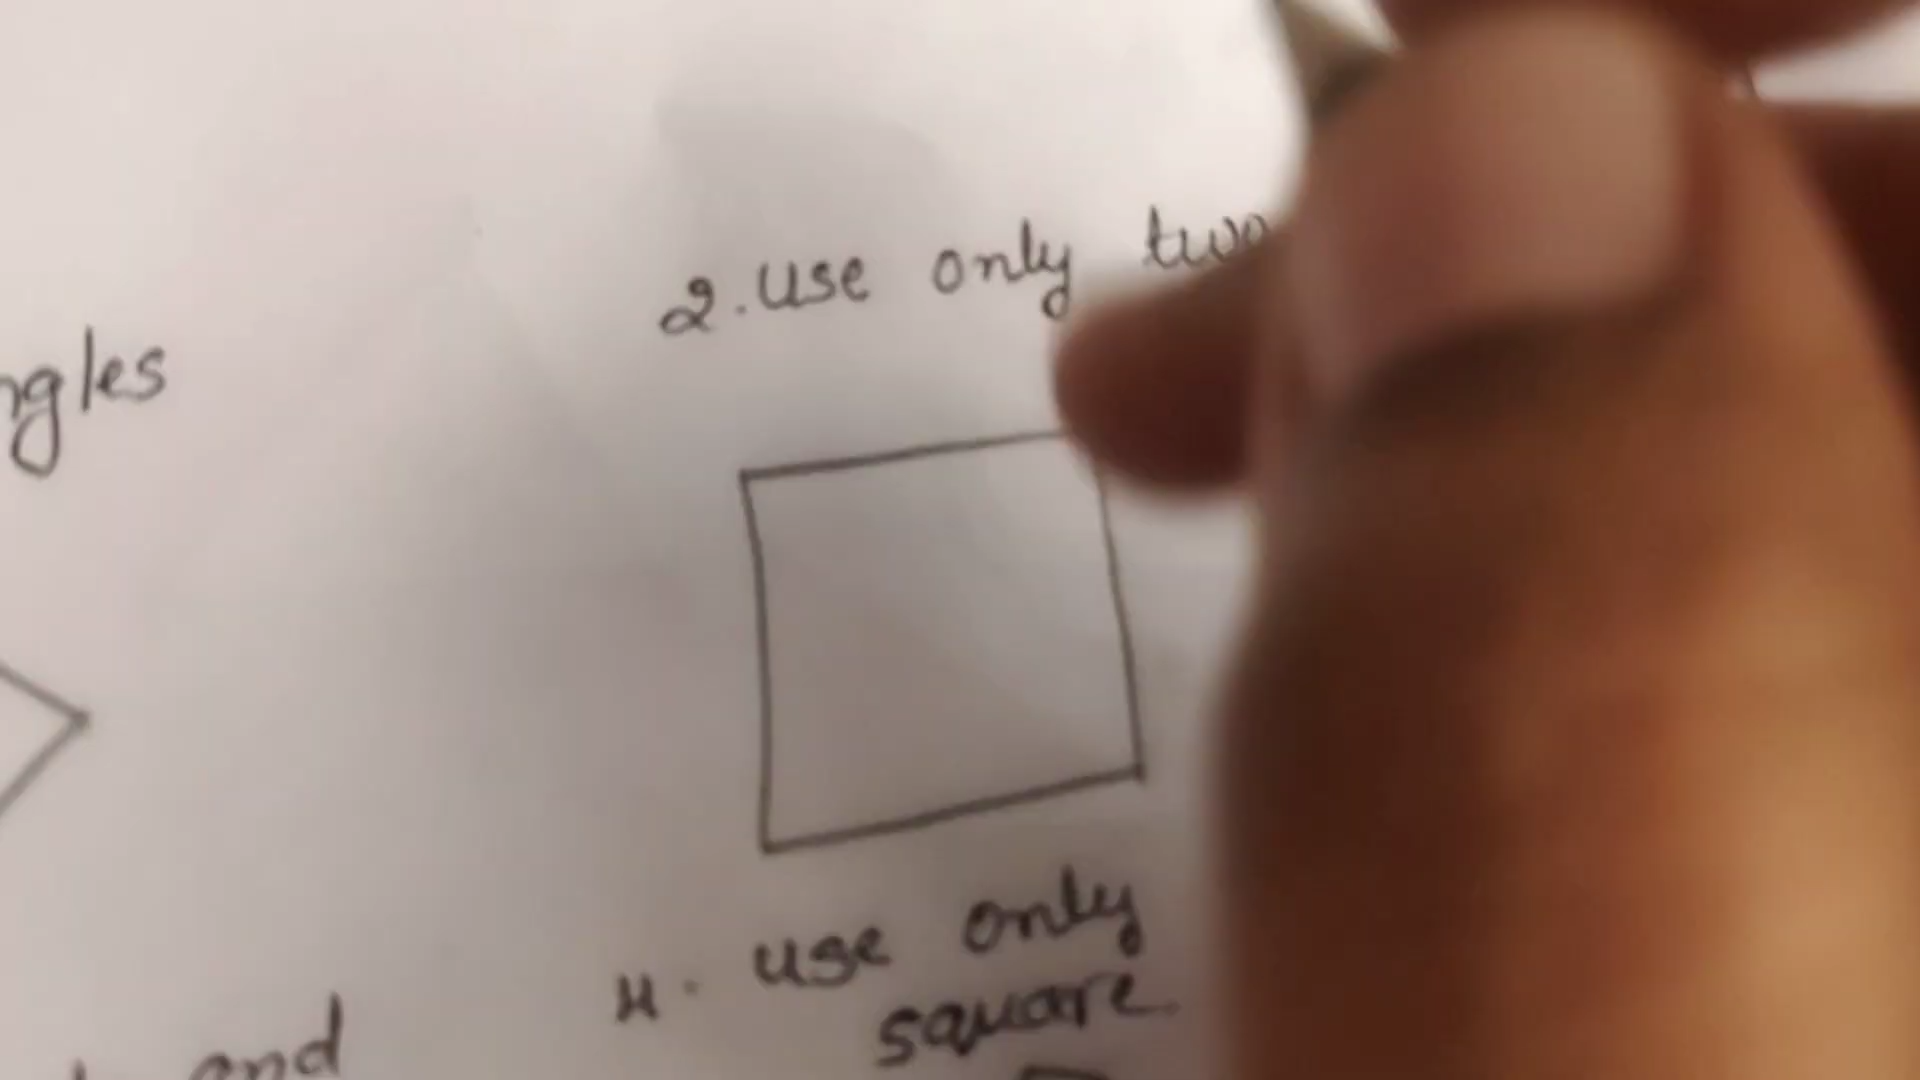 2. Use only two
ngles
4. use only
square
and